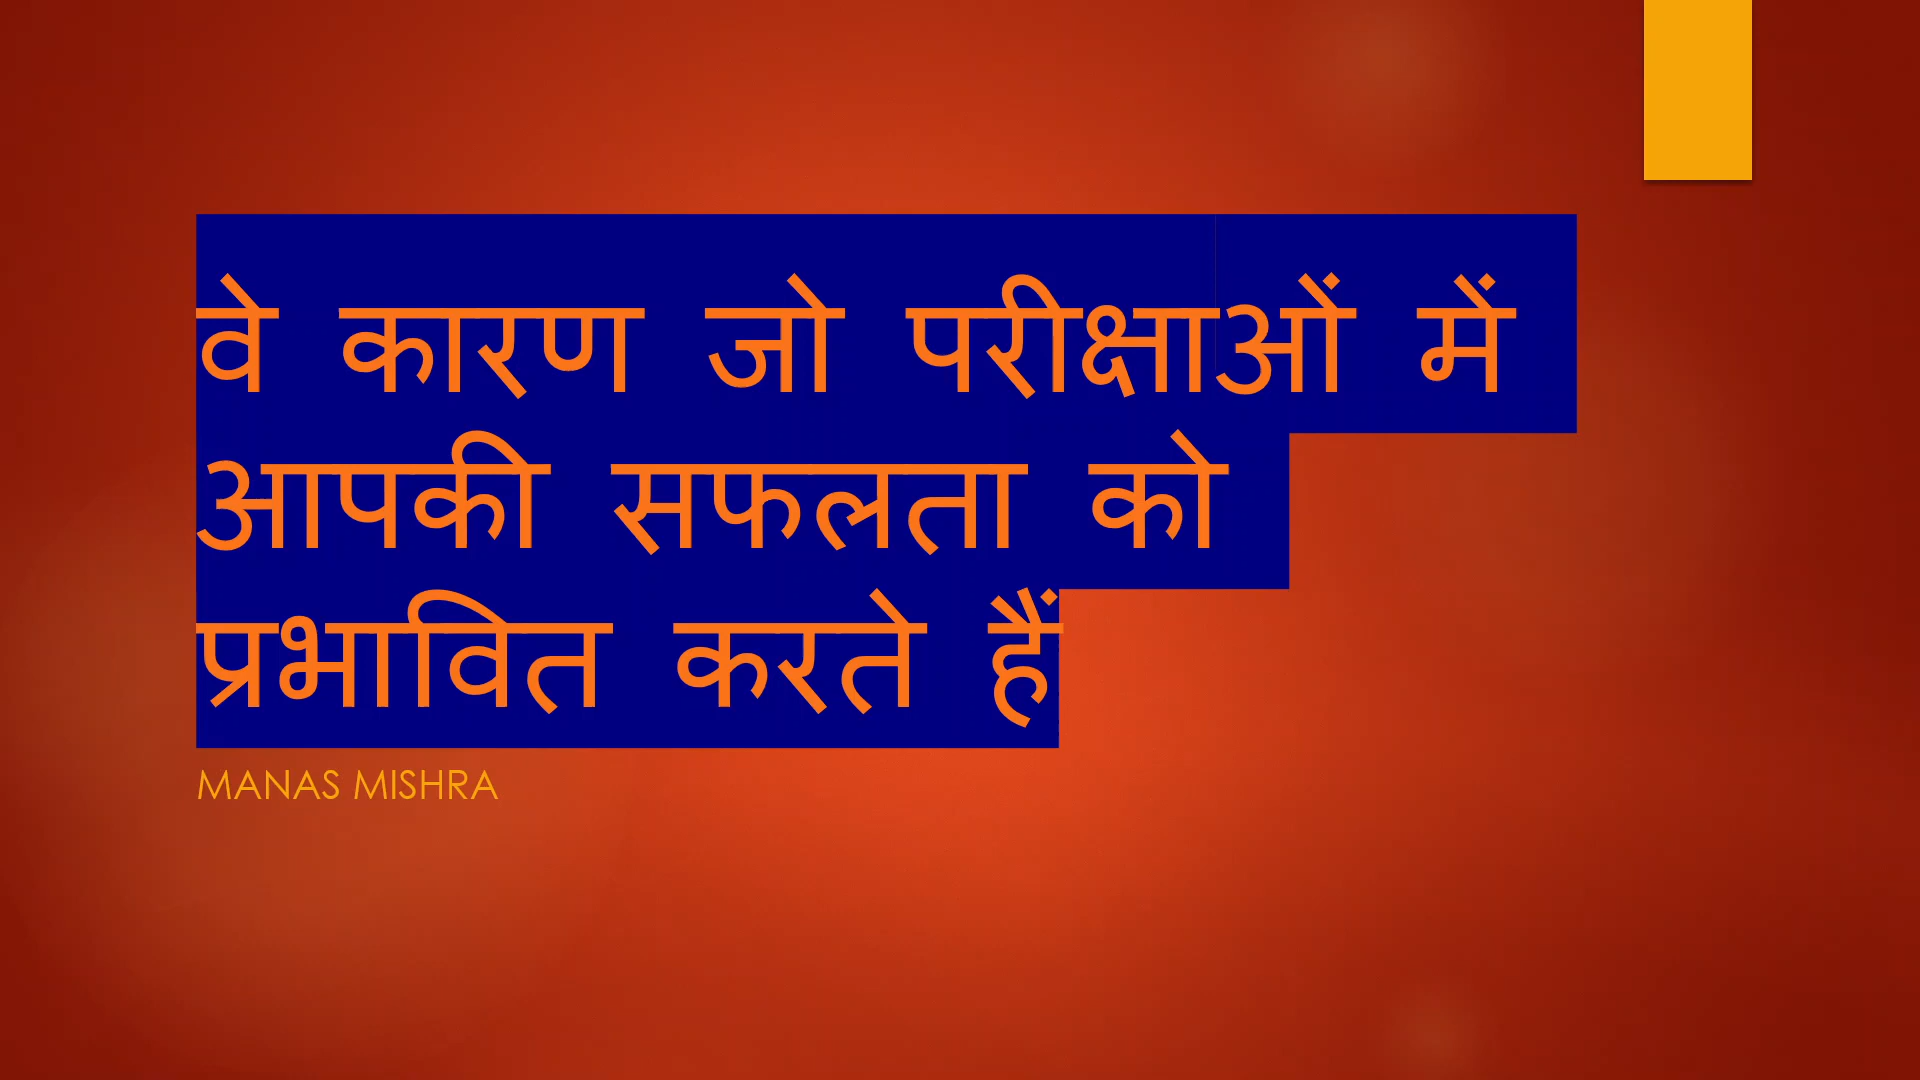 वे कारण जो परीक्षाओं में
आपकी सफलता को
प्रभावित करते हैं
MANAS MISHRA